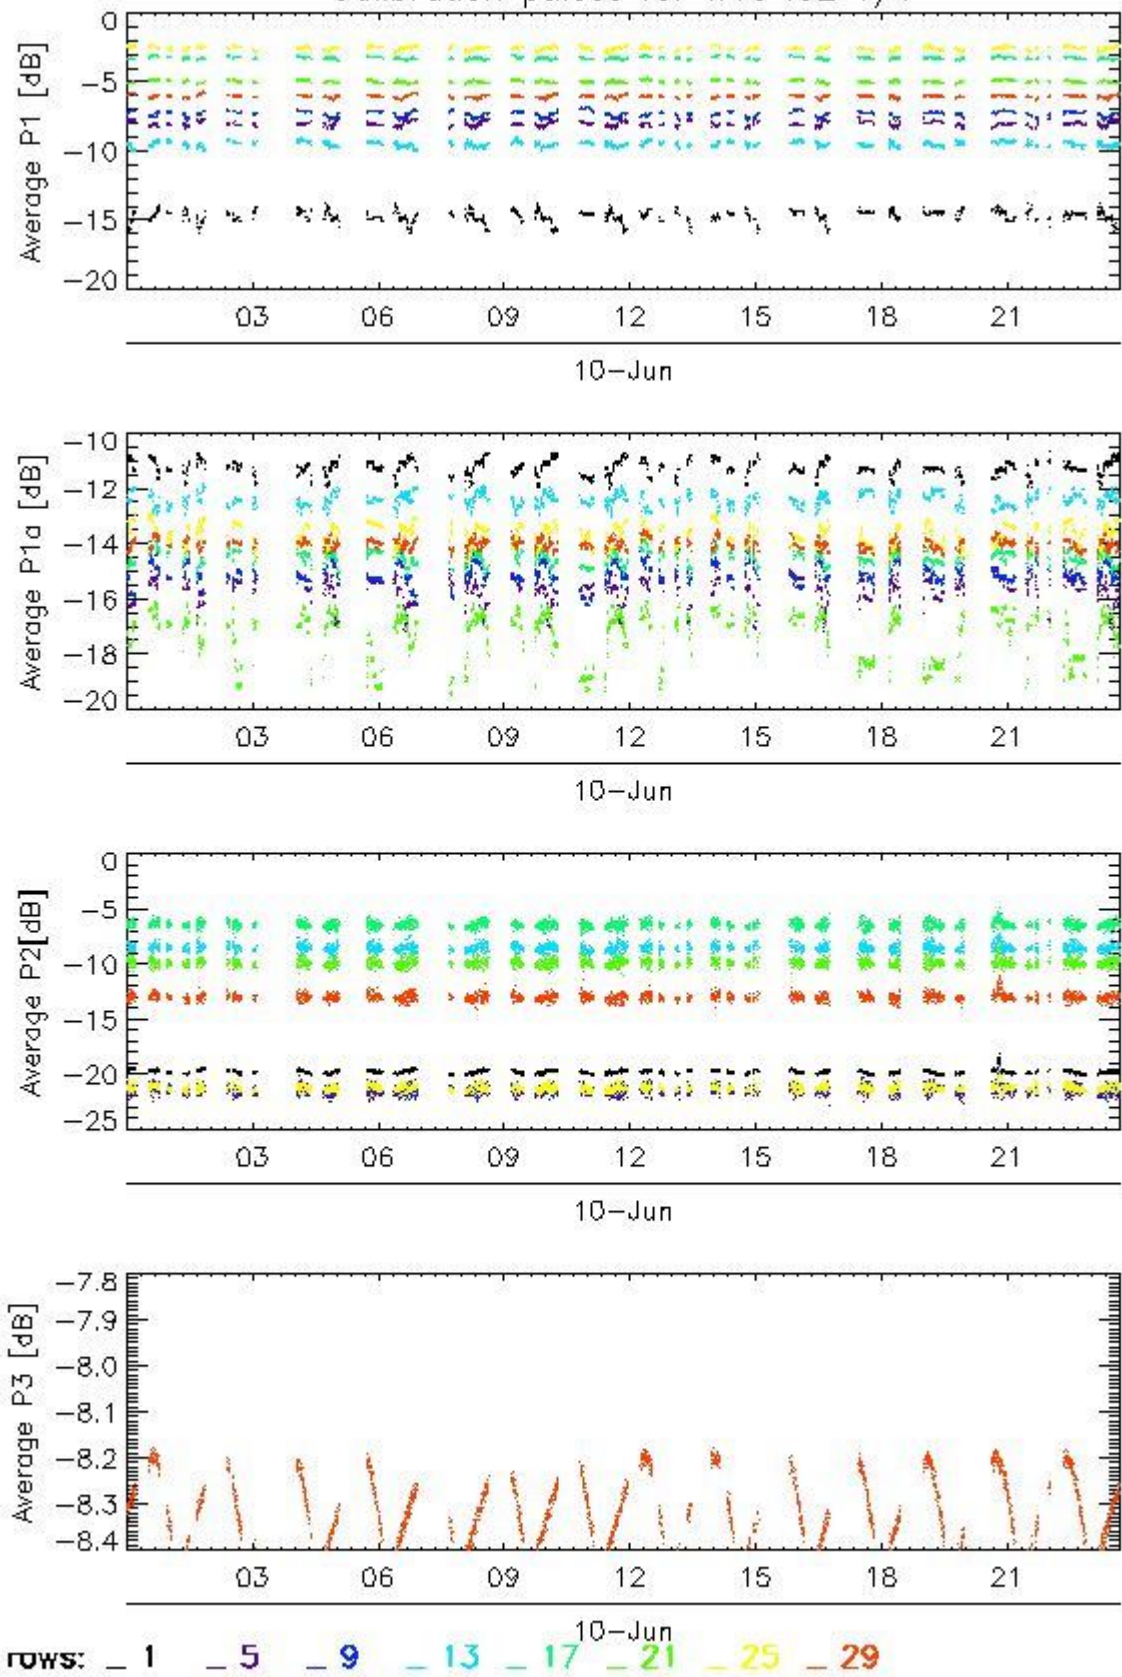 0
−5
−10
−15
−20
Average P1 [dB]
03 06 09 12 15 18 21
10−Jun
−10
−12
−14
−16
−18
−20
Average P1a [dB]
03 06 09 12 15 18 21
10−Jun
0
−5
−10
−15
−20
−25
Average P2[dB]
03 06 09 12 15 18 21
10−Jun
−7.8
−7.9
−8.0
−8.1
−8.2
−8.3
−8.4
Average P3 [dB]
03 06 09 12 15 18 21
10−Jun
rows: _ 1 _ 5 _ 9 _ 13 _ 17 _ 21 _ 25 _ 29